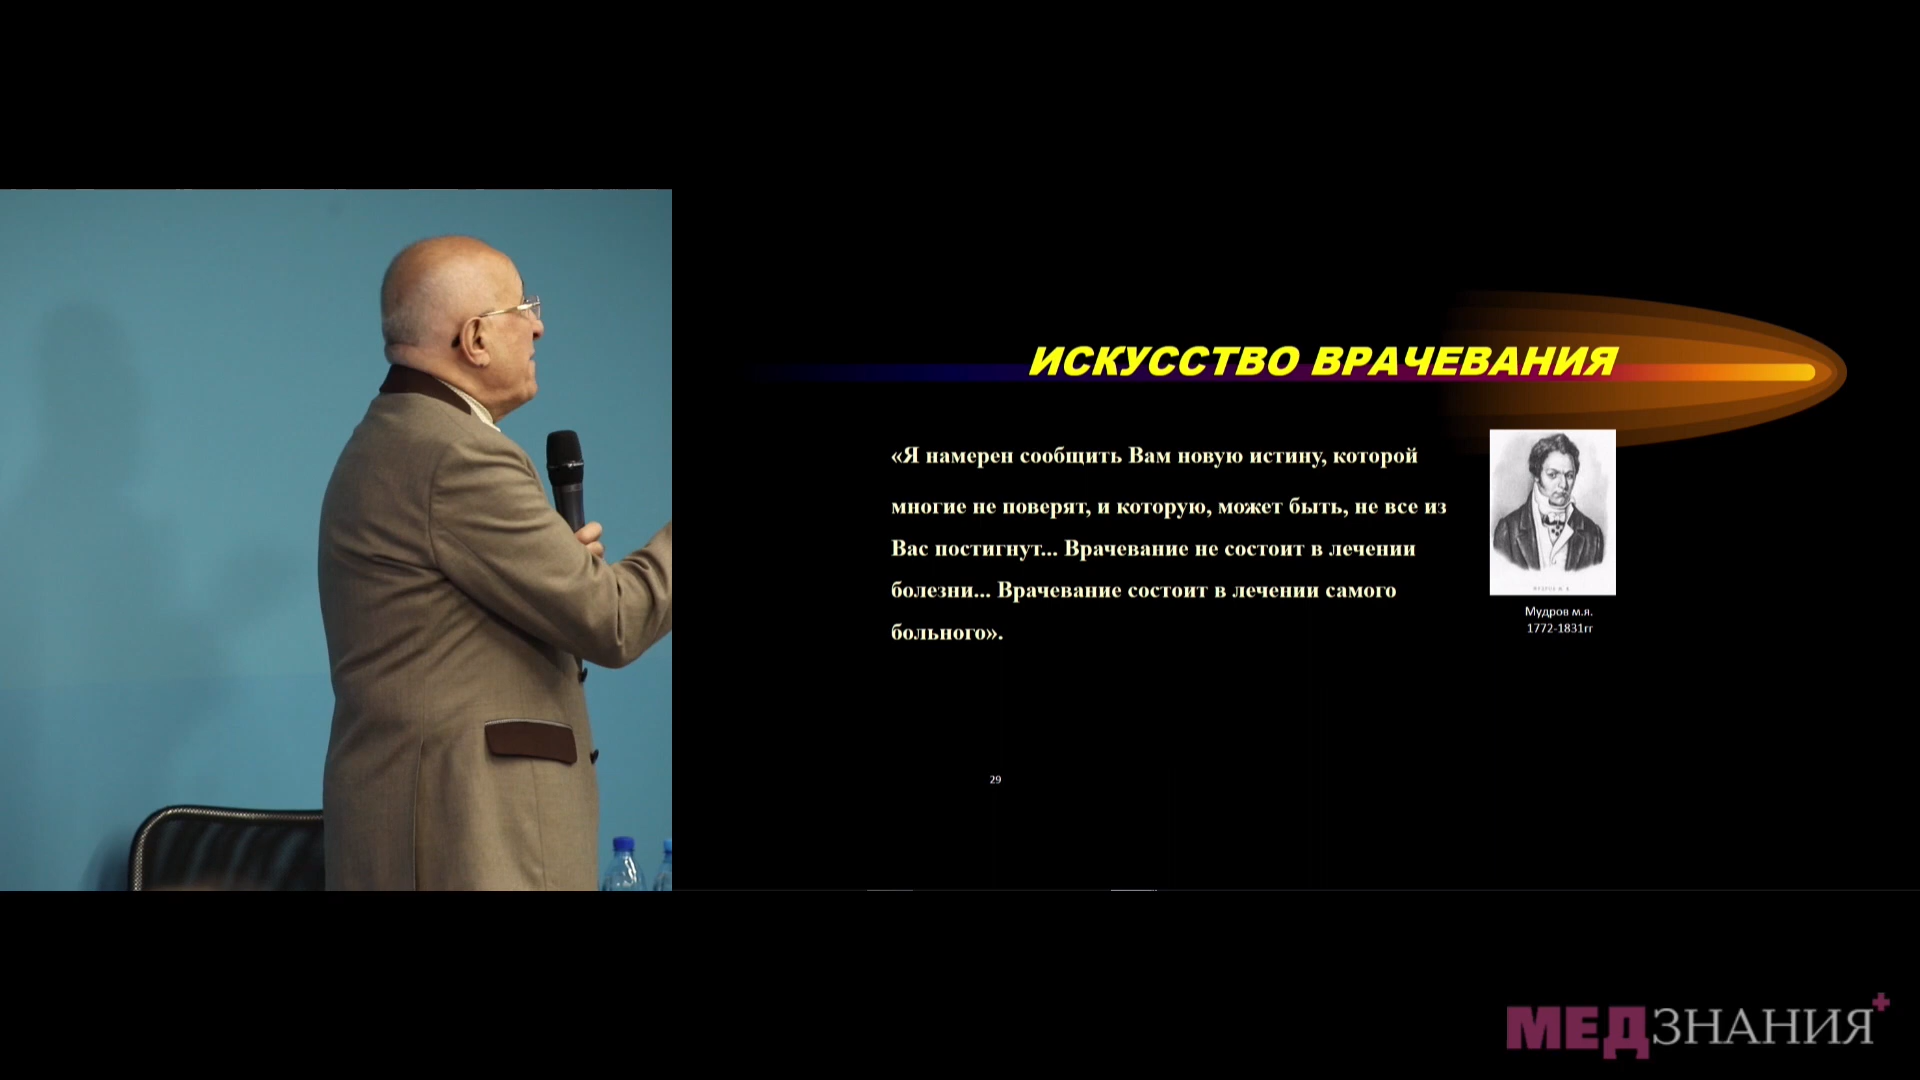 ИСКУССТВО ВРАЧЕВАНИЯ
«Я намерен сообщить Вам новую истину, которой
многие не поверят, и которую, может быть, не все из
Вас постигнут... Врачевание не состоит в лечении
болезни... Врачевание состоит в лечении самого
больного».
Мудров м.я.
1772-1831гг
29
МЕДЗНАНИЯ+